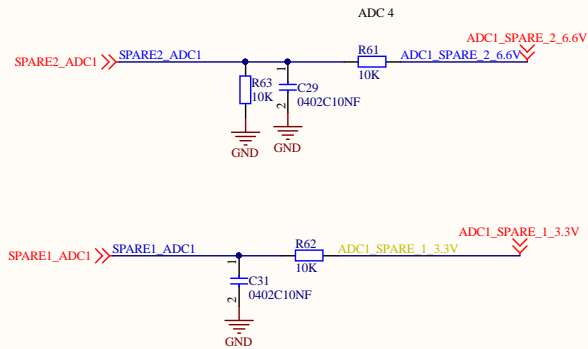 ADC 4
ADC1_SPARE_2_6.6V
SPARE2_ADC1
SPARE2_ADC1
1
R61
ADC1_SPARE_2_6.6V
R63
10K
C29
0402C10NF
10K
2
GND
GND
ADC1_SPARE_1_3.3V
SPARE1_ADC1
SPARE1_ADC1
R62
ADC1_SPARE_1_3.3V
1
10K
C31
0402C10NF
2
GND